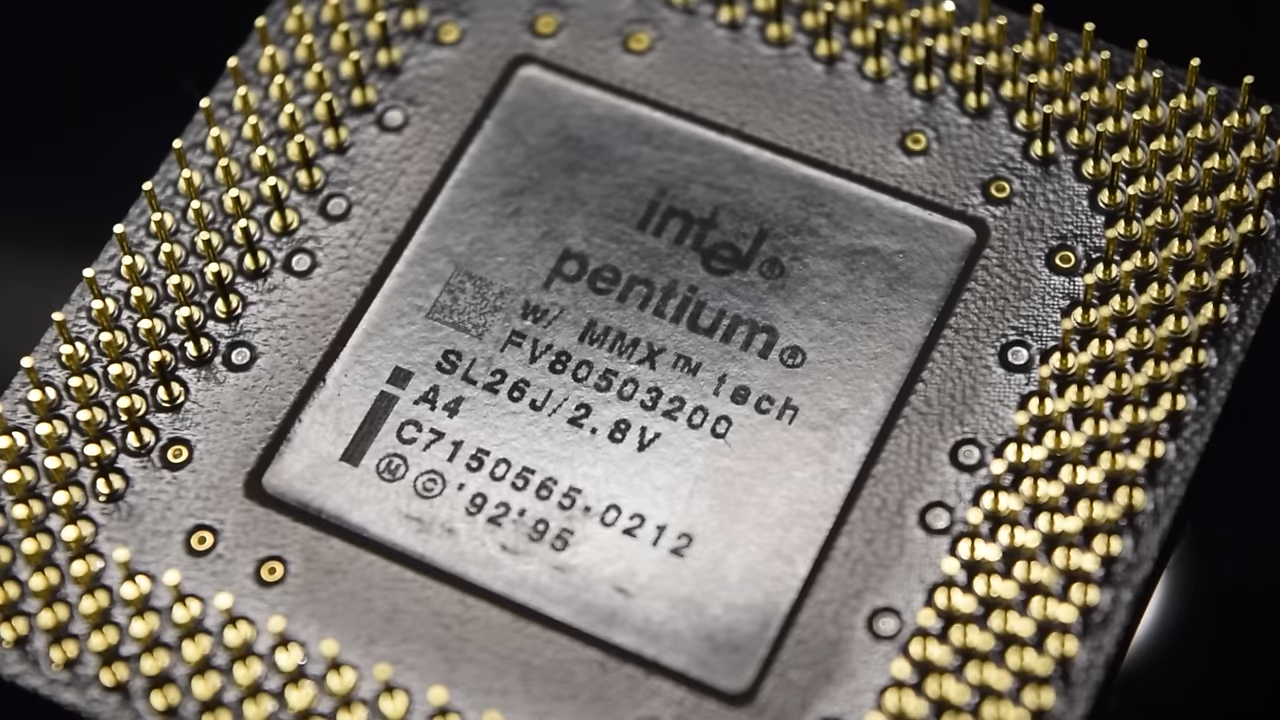 intel®
pentium®
w/ MMX™ tech
FV80503200
SL26J/2.8V
A4
C7150565-0212
i Ⓜ © '92'95